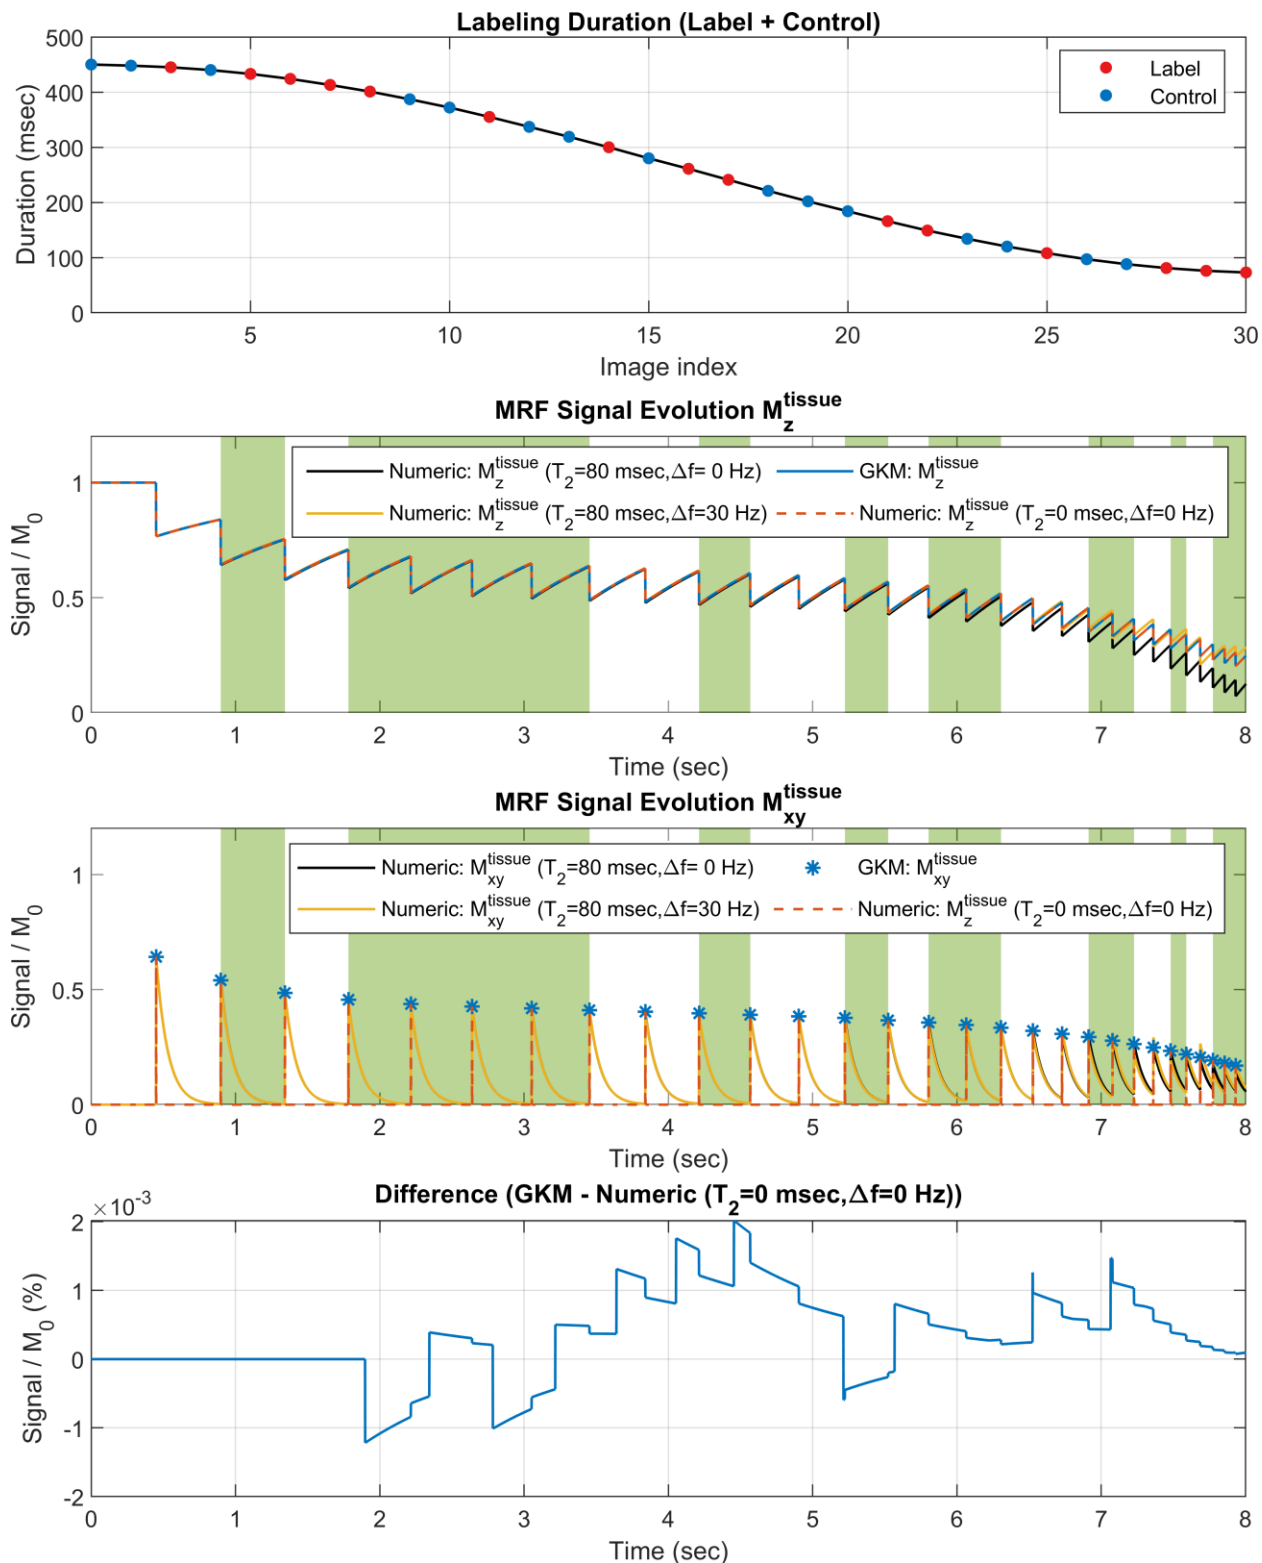 Labeling Duration (Label + Control)
500
400
300
200
100
0
Duration (msec)
Label
Control
5 10 15 20 25 30
Image index
MRF Signal Evolution M_z^tissue
1
0.5
0
Signal / M_0
Numeric: M_z^tissue (T_2=80 msec,Δf= 0 Hz) GKM: M_z^tissue
Numeric: M_z^tissue (T_2=80 msec,Δf=30 Hz) Numeric: M_z^tissue (T_2=0 msec,Δf=0 Hz)
0 1 2 3 4 5 6 7 8
Time (sec)
MRF Signal Evolution M_xy^tissue
1
0.5
0
Signal / M_0
Numeric: M_xy^tissue (T_2=80 msec,Δf= 0 Hz) GKM: M_xy^tissue
Numeric: M_xy^tissue (T_2=80 msec,Δf=30 Hz) Numeric: M_z^tissue (T_2=0 msec,Δf=0 Hz)
0 1 2 3 4 5 6 7 8
Time (sec)
Difference (GKM - Numeric (T_2=0 msec,Δf=0 Hz))
×10^-3
2
1
0
-1
-2
Signal / M_0 (%)
0 1 2 3 4 5 6 7 8
Time (sec)